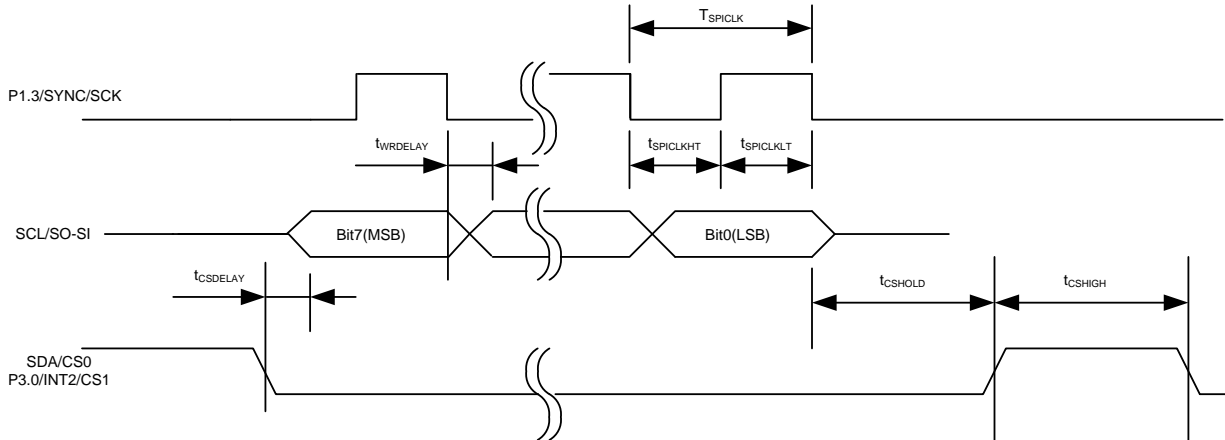 TSPICLK
P1.3/SYNC/SCK
tWRDELAY
tSPICLKHT
tSPICLKLT
SCL/SO-SI
Bit7(MSB)
Bit0(LSB)
tCSDELAY
tCSHOLD
tCSHIGH
SDA/CS0
P3.0/INT2/CS1